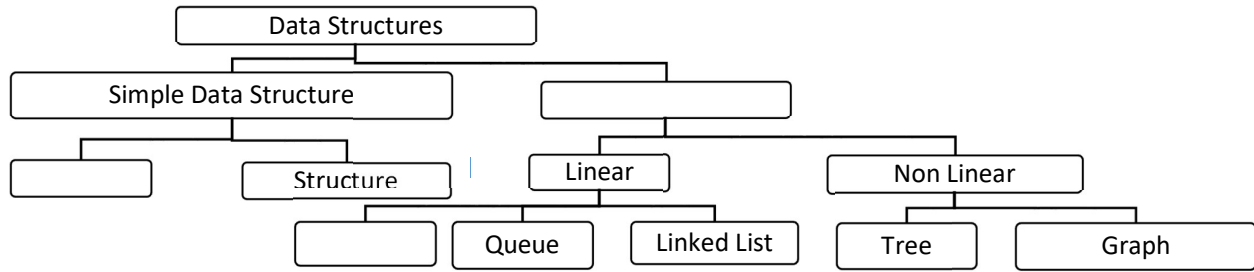 Data Structures
Simple Data Structure
Structure
Linear
Non Linear
Queue
Linked List
Tree
Graph